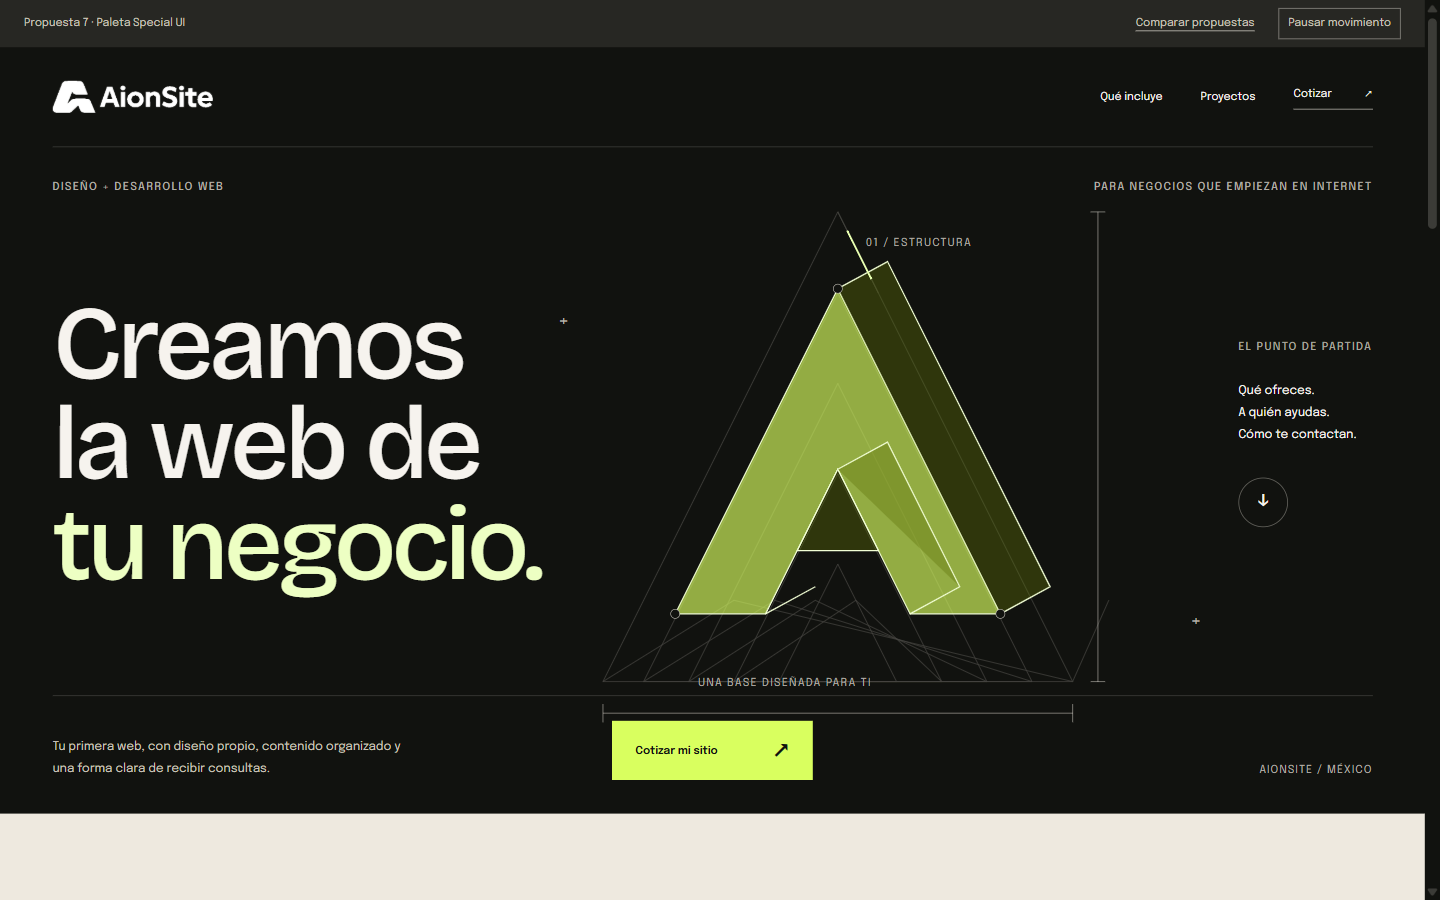 Propuesta 7 · Paleta Special UI
Comparar propuestas
Pausar movimiento
AionSite
Qué incluye
Proyectos
Cotizar ↗
DISEÑO + DESARROLLO WEB
PARA NEGOCIOS QUE EMPIEZAN EN INTERNET
01 / ESTRUCTURA
Creamos
la web de
tu negocio.
EL PUNTO DE PARTIDA
Qué ofreces.
A quién ayudas.
Cómo te contactan.
UNA BASE DISEÑADA PARA TI
Tu primera web, con diseño propio, contenido organizado y
una forma clara de recibir consultas.
Cotizar mi sitio ↗
AIONSITE / MÉXICO